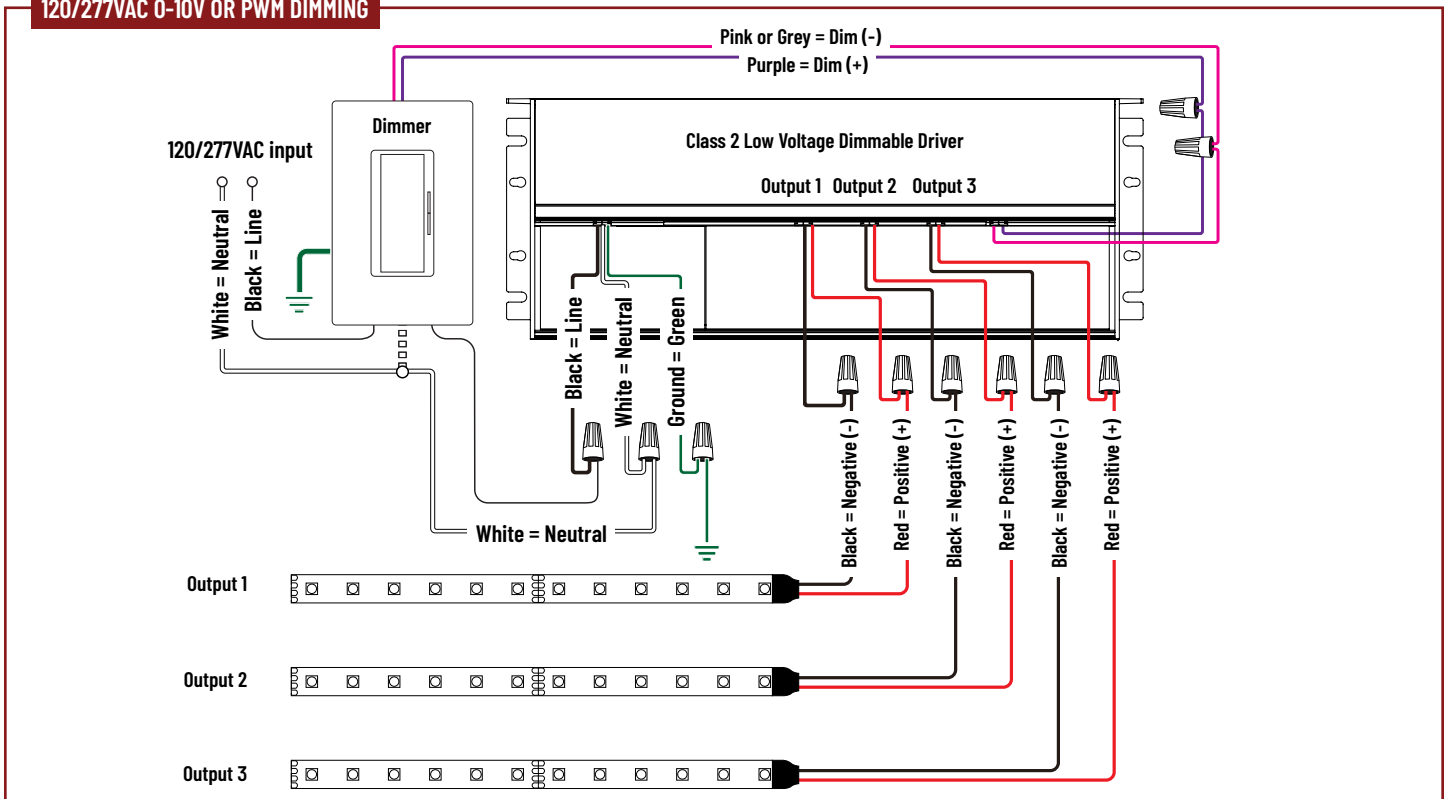 120/277VAC 0-10V OR PWM DIMMING
Pink or Grey = Dim (-)
Purple = Dim (+)
Dimmer
120/277VAC input
Class 2 Low Voltage Dimmable Driver
Output 1 Output 2 Output 3
White = Neutral
Black = Line
Black = Line
White = Neutral
Ground = Green
White = Neutral
Black = Negative (-)
Red = Positive (+)
Black = Negative (-)
Red = Positive (+)
Black = Negative (-)
Red = Positive (+)
Output 1
Output 2
Output 3